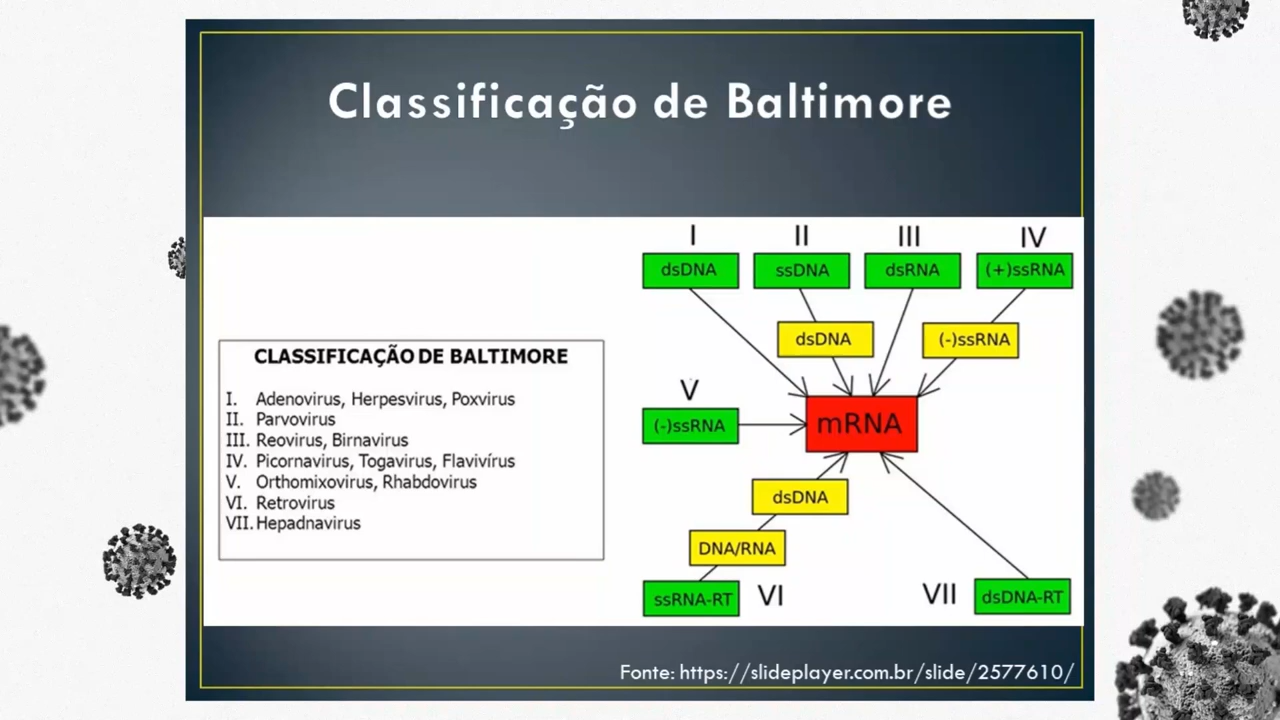 Classificação de Baltimore
CLASSIFICAÇÃO DE BALTIMORE
I. Adenovirus, Herpesvirus, Poxvirus
II. Parvovirus
III. Reovirus, Birnavirus
IV. Picornavirus, Togavirus, Flavivírus
V. Orthomixovirus, Rhabdovirus
VI. Retrovirus
VII. Hepadnavirus
I II III IV
dsDNA ssDNA dsRNA (+)ssRNA
dsDNA (-)ssRNA
V
(-)ssRNA mRNA
dsDNA
DNA/RNA
ssRNA-RT VI VII dsDNA-RT
Fonte: https://slideplayer.com.br/slide/2577610/